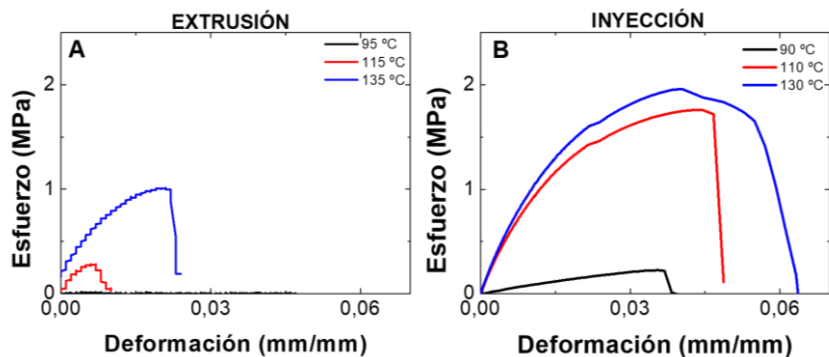 EXTRUSIÓN
A
95 ºC
115 ºC
135 ºC
2
1
0
0,00
0,03
0,06
Esfuerzo (MPa)
Deformación (mm/mm)
INYECCIÓN
B
90 ºC
110 ºC
130 ºC
2
1
0
0,00
0,03
0,06
Esfuerzo (MPa)
Deformación (mm/mm)